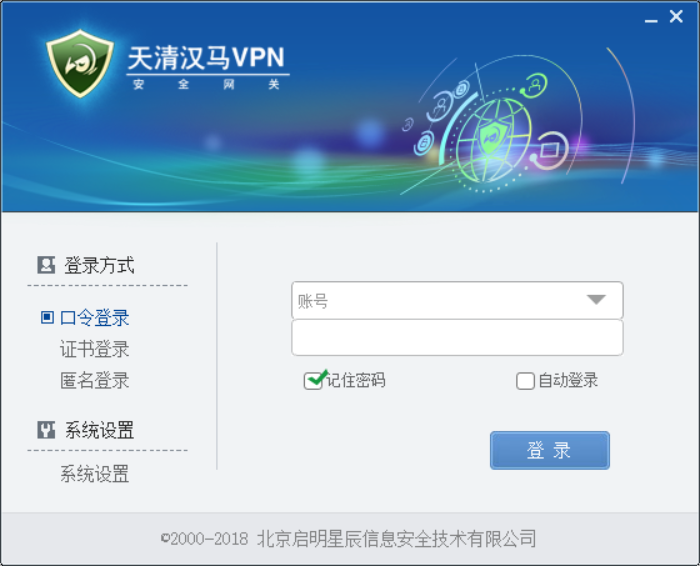 天清汉马VPN
安全网关
登录方式
口令登录
证书登录
匿名登录
系统设置
系统设置
账号
记住密码
自动登录
登录
©2000-2018 北京启明星辰信息安全技术有限公司